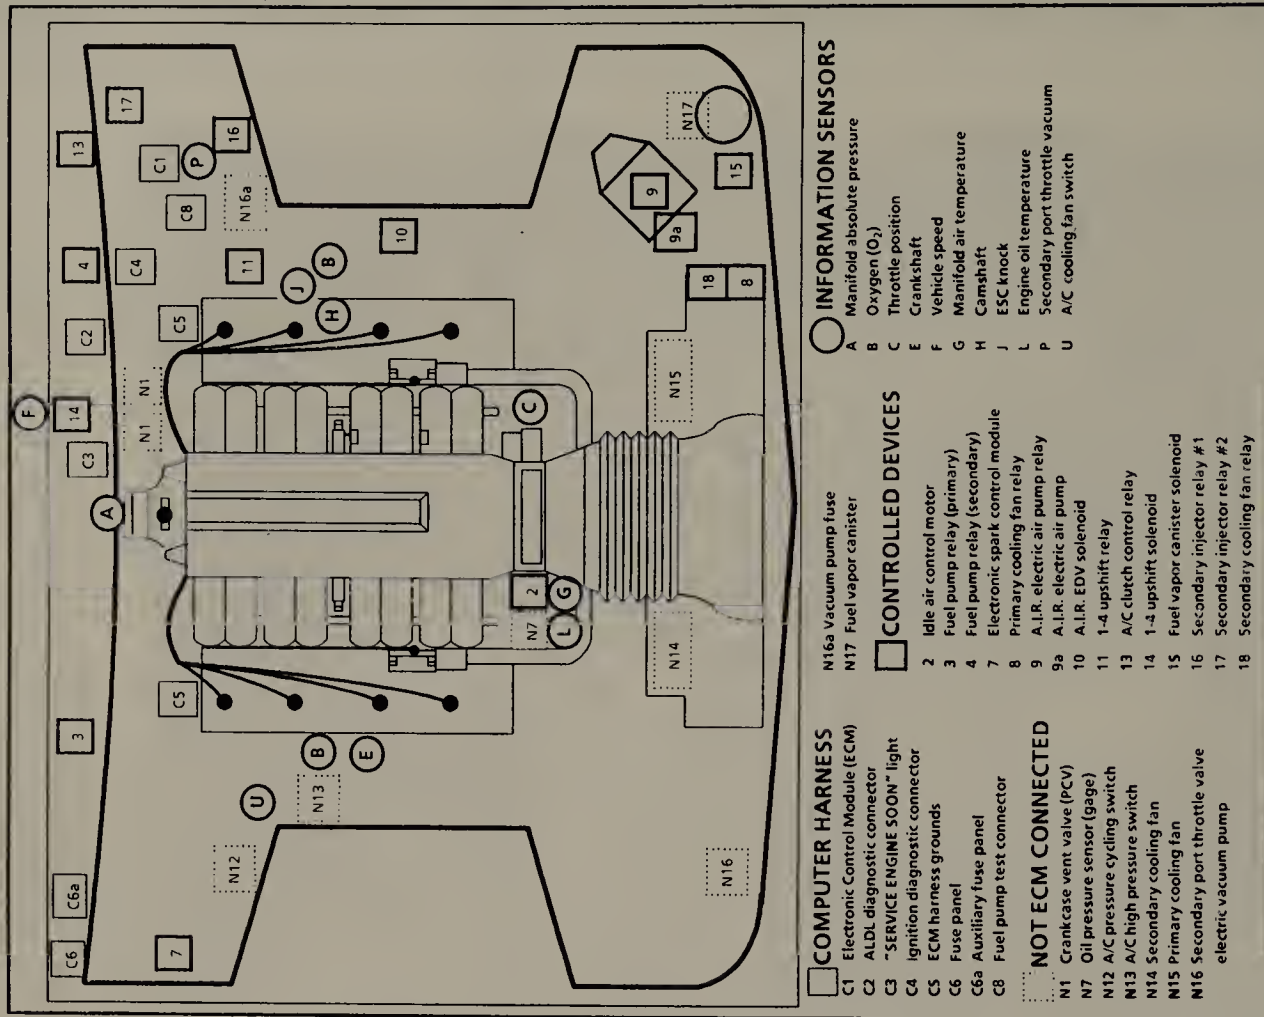 F
C6
C6a
3
C3
14
C2
4
13
A
17
C4
N1
N1
C1
7
C5
C5
C8
P
N12
16
11
N16a
U
J
N13
B
H
B
E
10
N7
2
C
L
G
9
N14
N15
9a
N17
18
N16
15
8
COMPUTER HARNESS
C1 Electronic Control Module (ECM)
C2 ALDL diagnostic connector
C3 "SERVICE ENGINE SOON" light
C4 Ignition diagnostic connector
C5 ECM harness grounds
C6 Fuse panel
C6a Auxiliary fuse panel
C8 Fuel pump test connector
NOT ECM CONNECTED
N1 Crankcase vent valve (PCV)
N7 Oil pressure sensor (gage)
N12 A/C pressure cycling switch
N13 A/C high pressure switch
N14 Secondary cooling fan
N15 Primary cooling fan
N16 Secondary port throttle valve
electric vacuum pump
N16a Vacuum pump fuse
N17 Fuel vapor canister
CONTROLLED DEVICES
2 Idle air control motor
3 Fuel pump relay (primary)
4 Fuel pump relay (secondary)
7 Electronic spark control module
8 Primary cooling fan relay
9 A.I.R. electric air pump relay
9a A.I.R. electric air pump
10 A.I.R. EDV solenoid
11 1-4 upshift relay
13 A/C clutch control relay
14 1-4 upshift solenoid
15 Fuel vapor canister solenoid
16 Secondary injector relay #1
17 Secondary injector relay #2
18 Secondary cooling fan relay
INFORMATION SENSORS
A Manifold absolute pressure
B Oxygen (O₂)
C Throttle position
E Crankshaft
F Vehicle speed
G Manifold air temperature
H Camshaft
J ESC knock
L Engine oil temperature
P Secondary port throttle vacuum
U A/C cooling fan switch